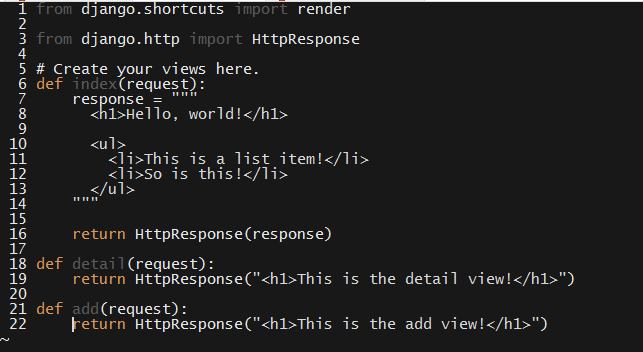 1 from django.shortcuts import render
2
3 from django.http import HttpResponse
4
5 # Create your views here.
6 def index(request):
7     response = """
8       <h1>Hello, world!</h1>
9
10       <ul>
11         <li>This is a list item!</li>
12         <li>So is this!</li>
13       </ul>
14     """
15
16     return HttpResponse(response)
17
18 def detail(request):
19     return HttpResponse("<h1>This is the detail view!</h1>")
20
21 def add(request):
22     return HttpResponse("<h1>This is the add view!</h1>")
~